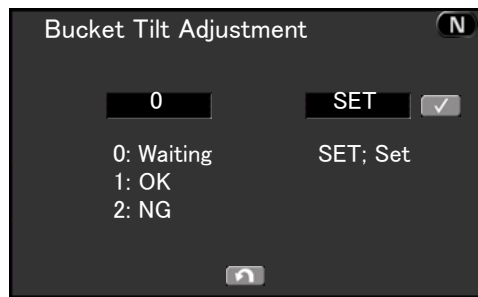 Bucket Tilt Adjustment N
0 SET
0: Waiting SET; Set
1: OK
2: NG